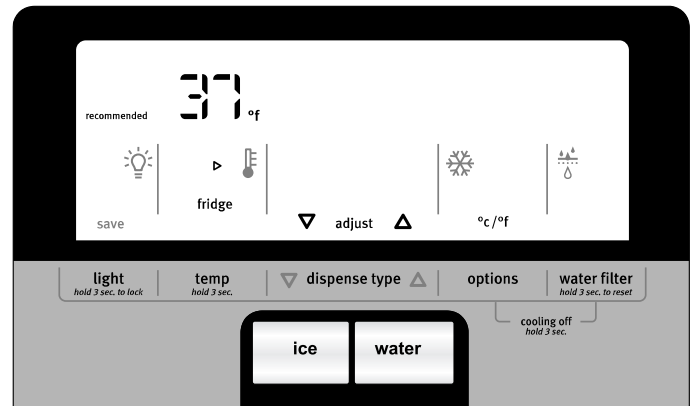 37 °f
recommended
fridge
save
adjust
°c/°f
light
hold 3 sec. to lock
temp
hold 3 sec.
dispense type
options
water filter
hold 3 sec. to reset
cooling off
hold 3 sec.
ice
water